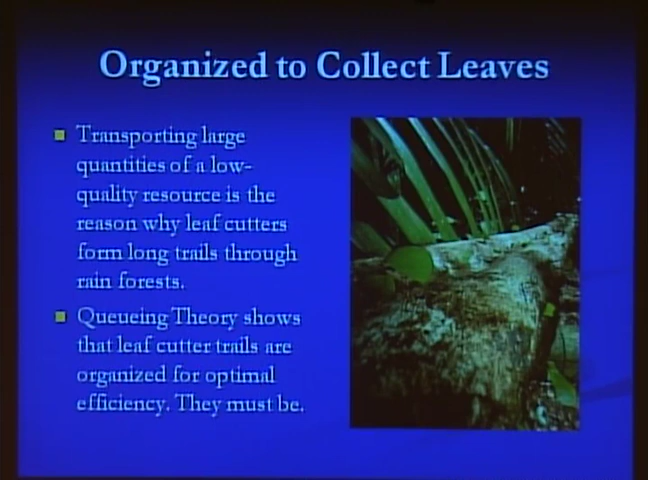 Organized to Collect Leaves
Transporting large
quantities of a low-
quality resource is the
reason why leaf cutters
form long trails through
rain forests.
Queueing Theory shows
that leaf cutter trails are
organized for optimal
efficiency. They must be.